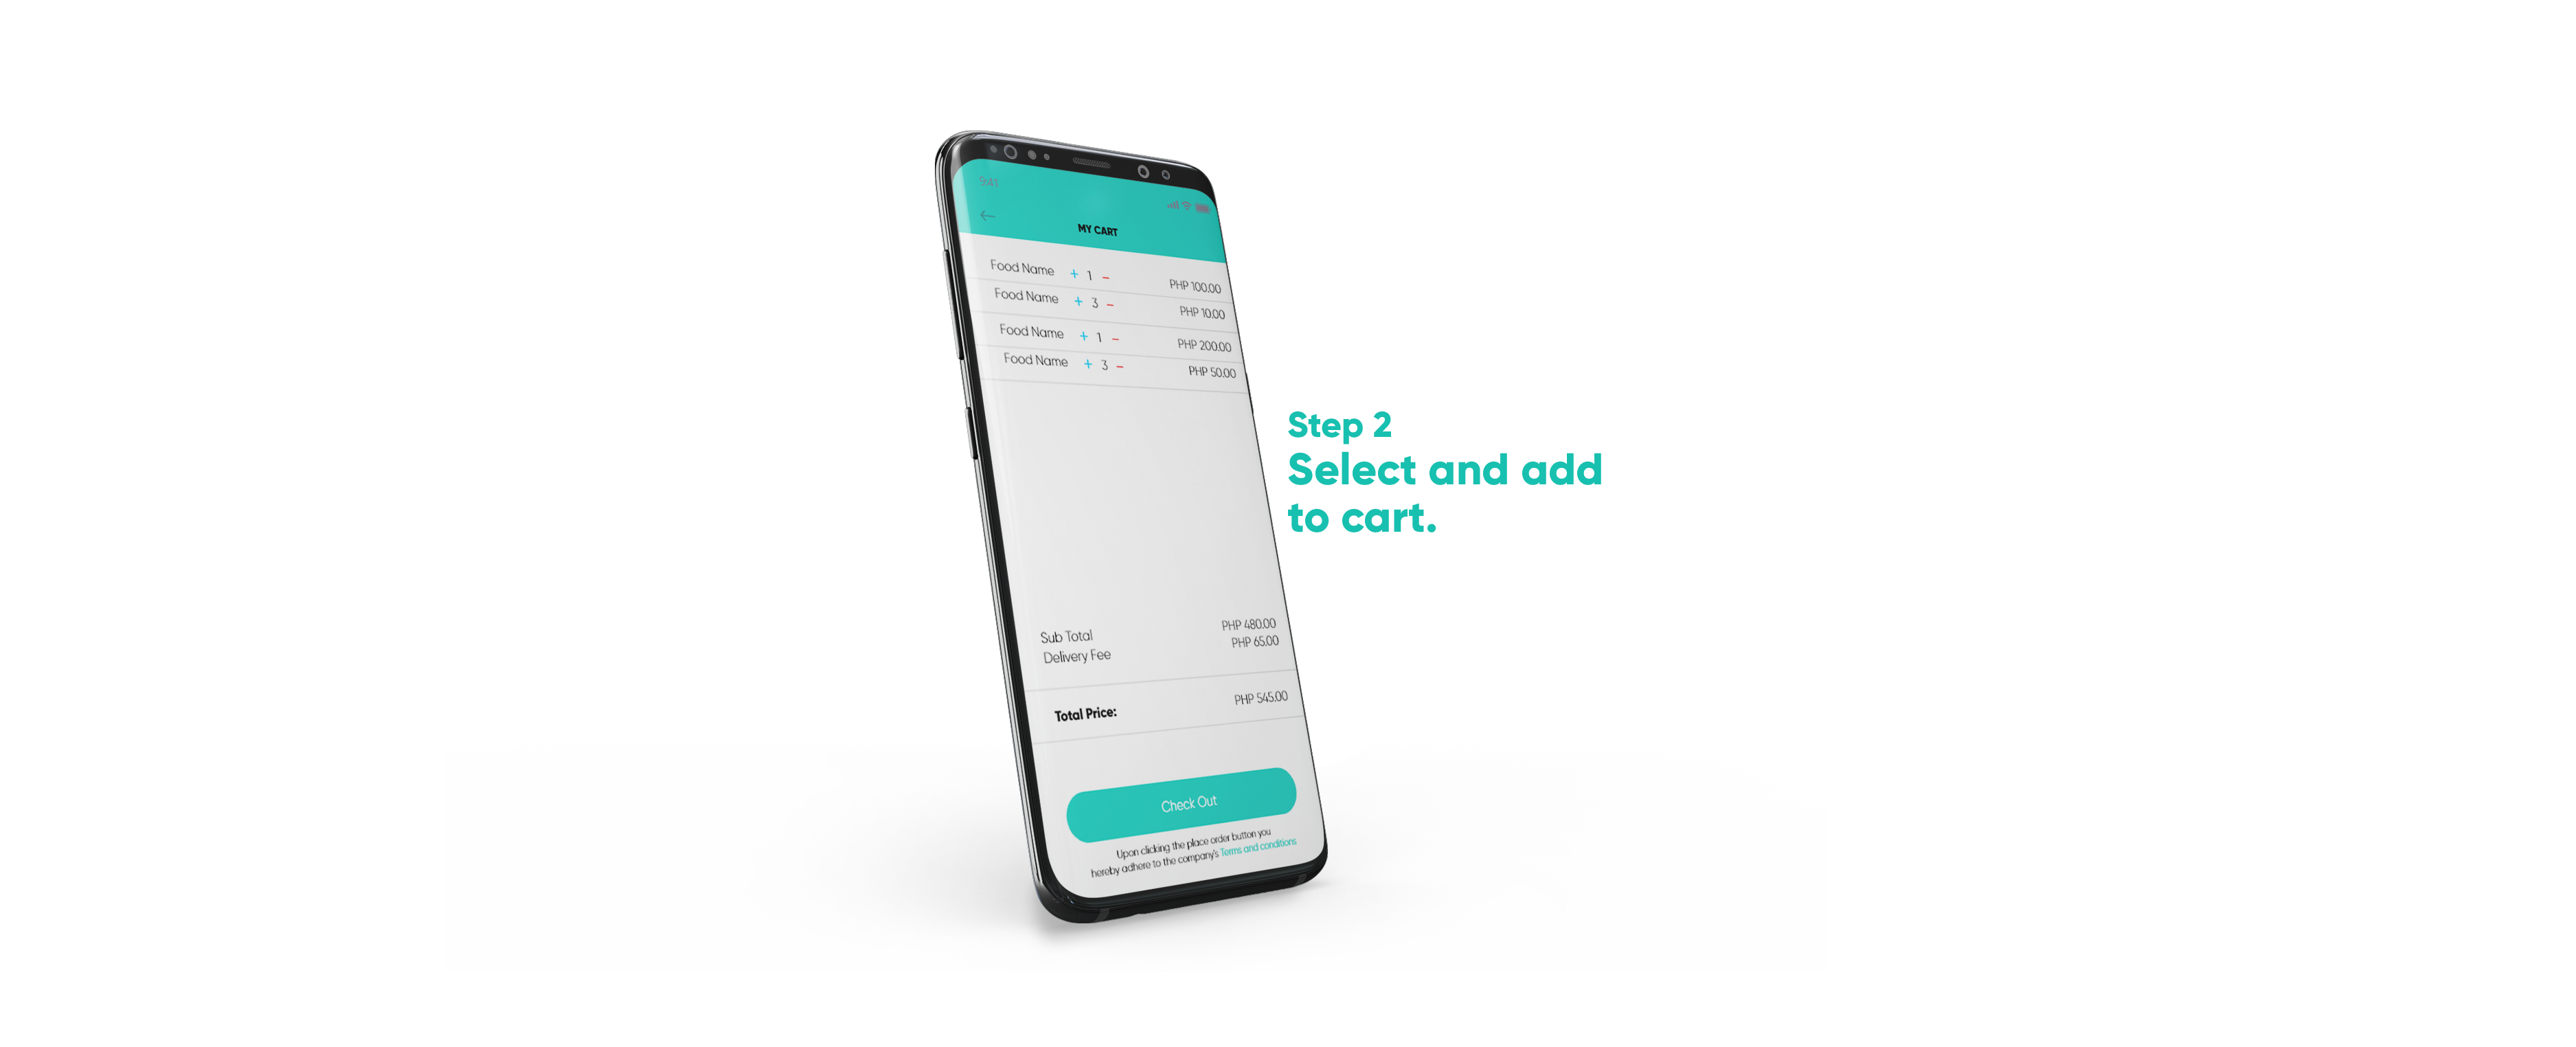 9:41
MY CART
Food Name + 1 - PHP 100.00
Food Name + 3 - PHP 10.00
Food Name + 1 - PHP 200.00
Food Name + 3 - PHP 50.00
Step 2
Select and add
to cart.
Sub Total PHP 480.00
Delivery Fee PHP 65.00
Total Price: PHP 545.00
Check Out
Upon clicking the place order button you
hereby adhere to the company's Terms and conditions